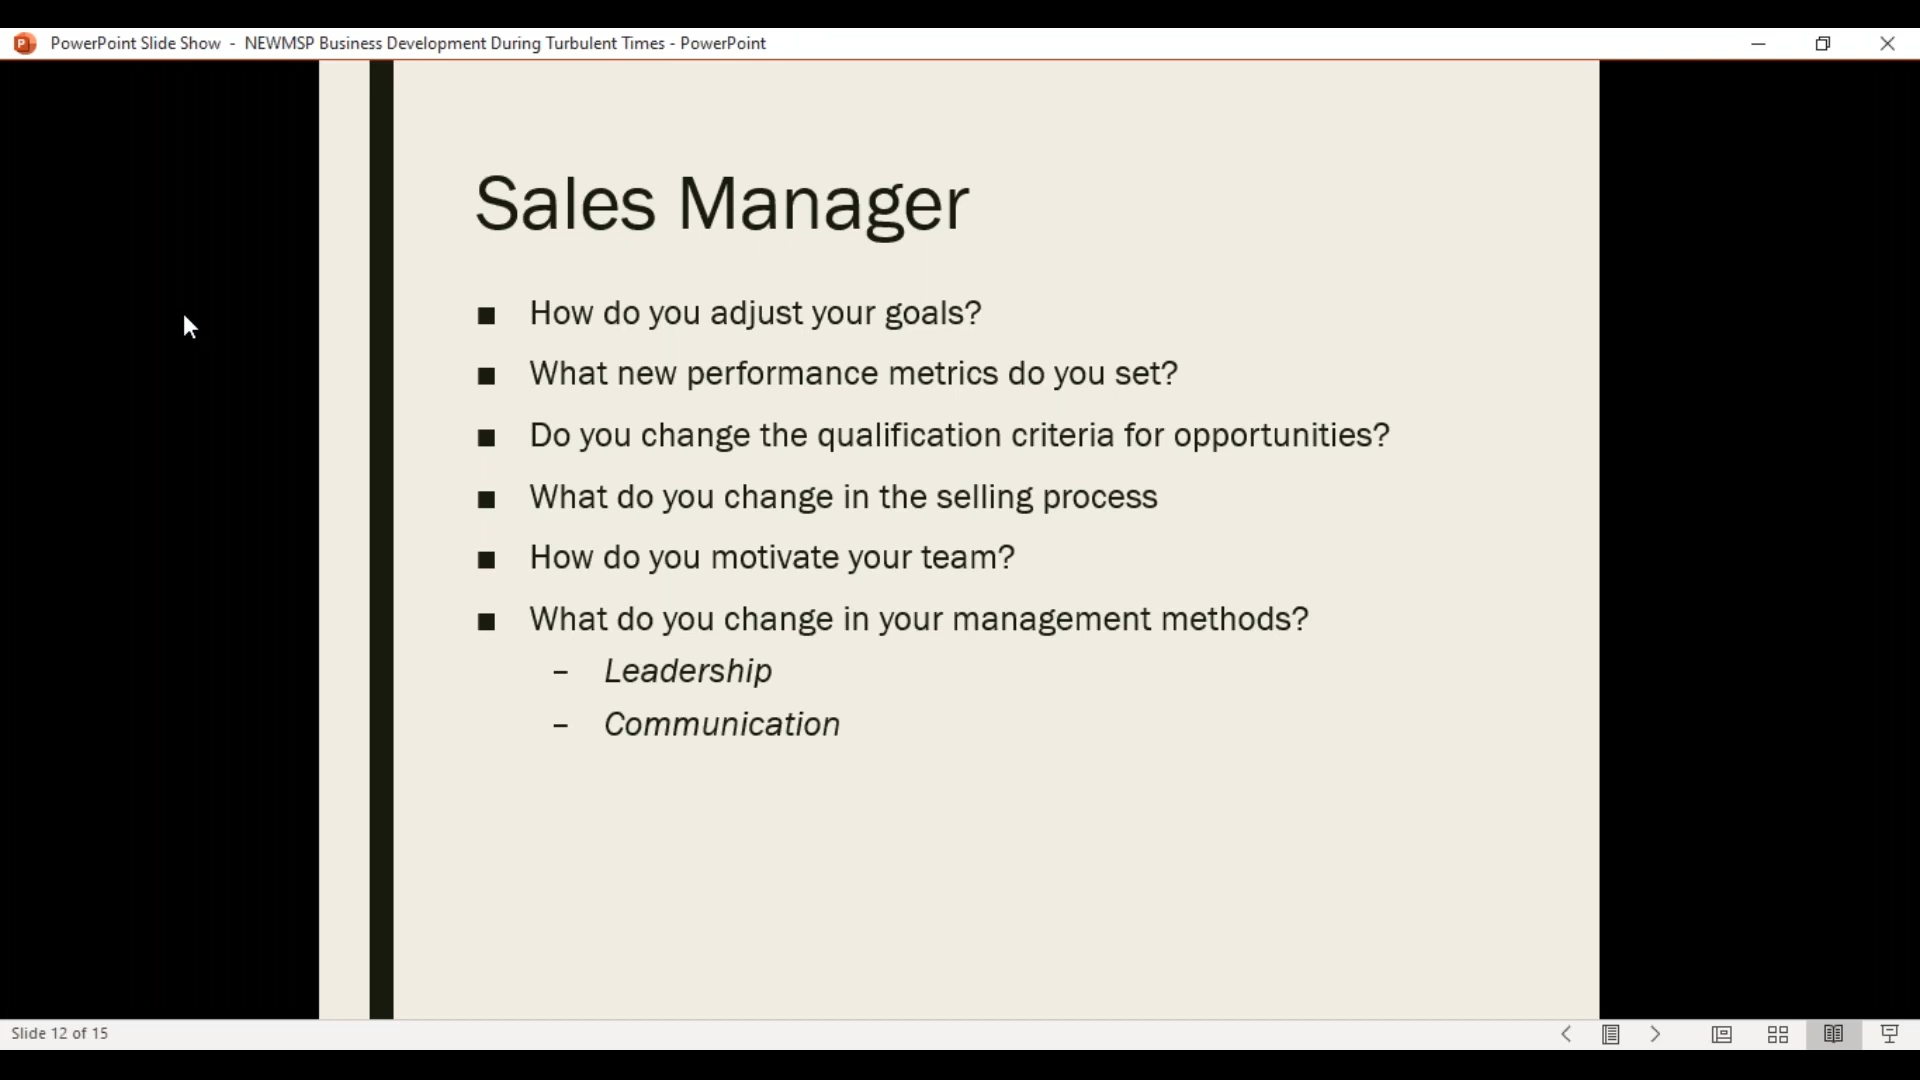 PowerPoint Slide Show - NEWMSP Business Development During Turbulent Times - PowerPoint
Sales Manager
■ How do you adjust your goals?
■ What new performance metrics do you set?
■ Do you change the qualification criteria for opportunities?
■ What do you change in the selling process
■ How do you motivate your team?
■ What do you change in your management methods?
– Leadership
– Communication
Slide 12 of 15